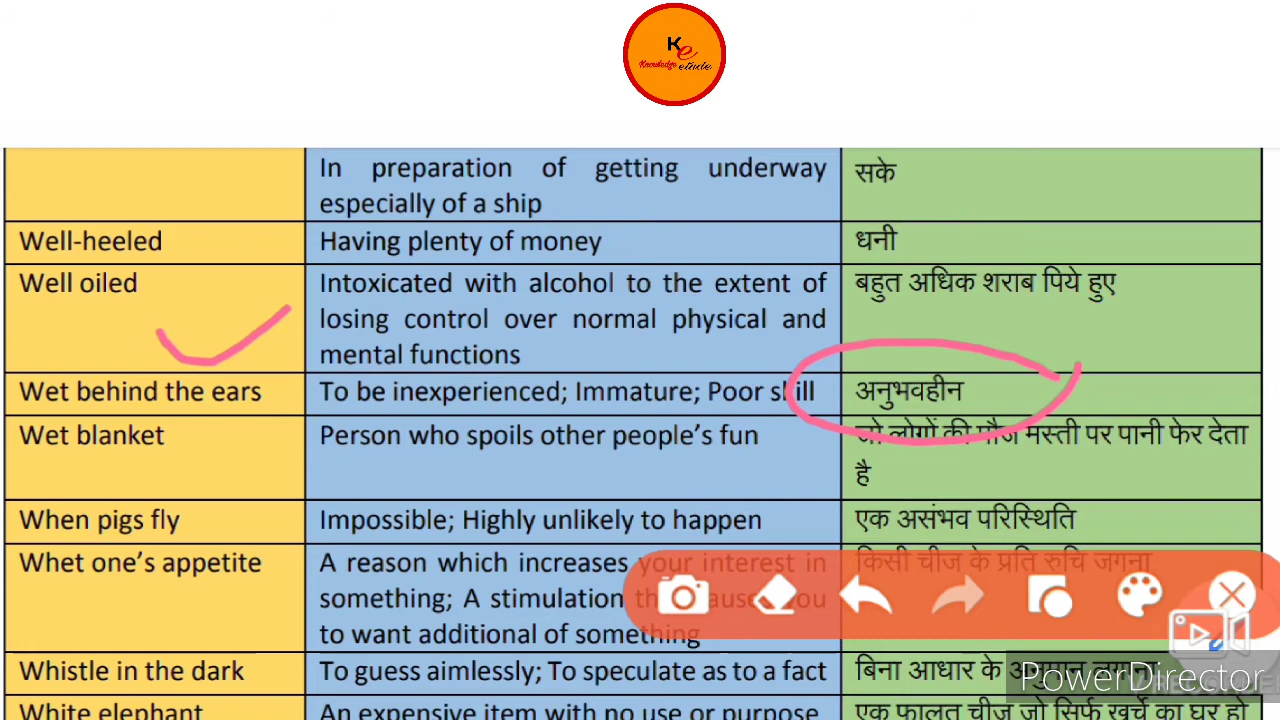 Ke
Knowledge etude
In preparation of getting underway
especially of a ship
सके
Well-heeled
Having plenty of money
धनी
Well oiled
Intoxicated with alcohol to the extent of
losing control over normal physical and
mental functions
बहुत अधिक शराब पिये हुए
Wet behind the ears
To be inexperienced; Immature; Poor skill
अनुभवहीन
Wet blanket
Person who spoils other people’s fun
जो लोगों की मौज मस्ती पर पानी फेर देता
है
When pigs fly
Impossible; Highly unlikely to happen
एक असंभव परिस्थिति
Whet one’s appetite
A reason which increases your interest in
something; A stimulation that causes you
to want additional of something
किसी चीज के प्रति रुचि जगना
Whistle in the dark
To guess aimlessly; To speculate as to a fact
बिना आधार के अनुमान लगाना
PowerDirector
White elephant
An expensive item with no use or purpose
एक फालतू चीज जो सिर्फ खर्चे का घर हो